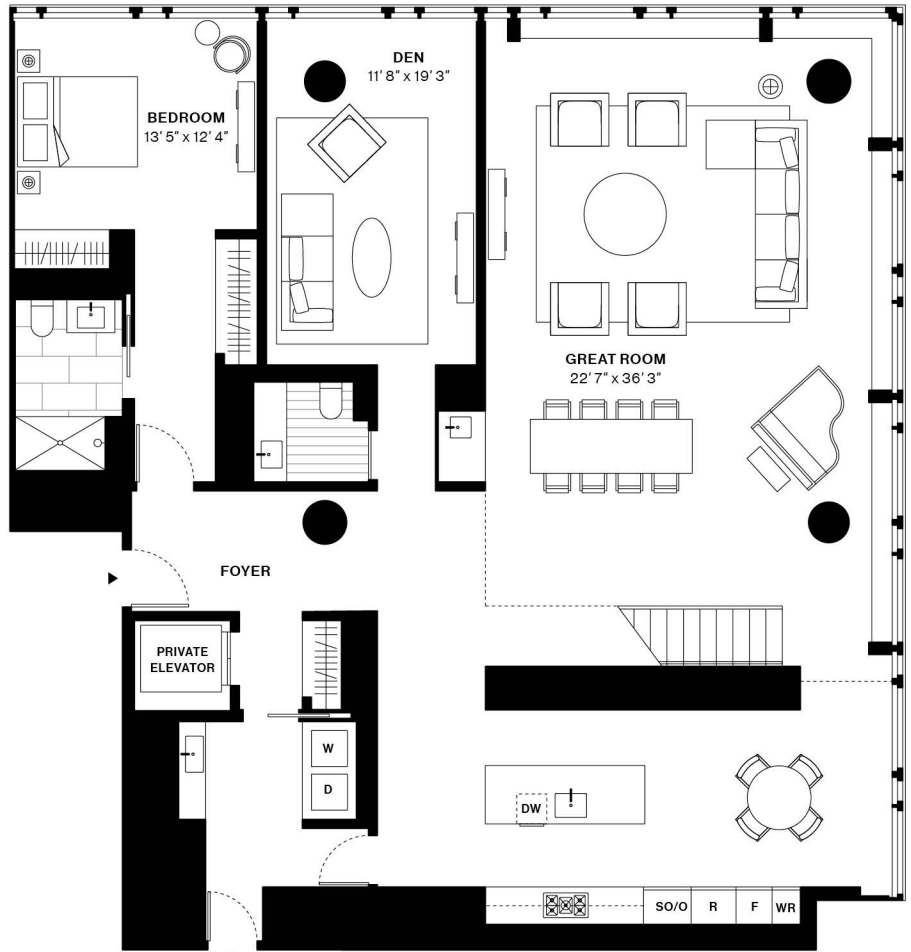 DEN
11' 8" x 19' 3"
BEDROOM
13' 5" x 12' 4"
GREAT ROOM
22' 7" x 36' 3"
FOYER
PRIVATE
ELEVATOR
W
D
DW
SO/O R F WR